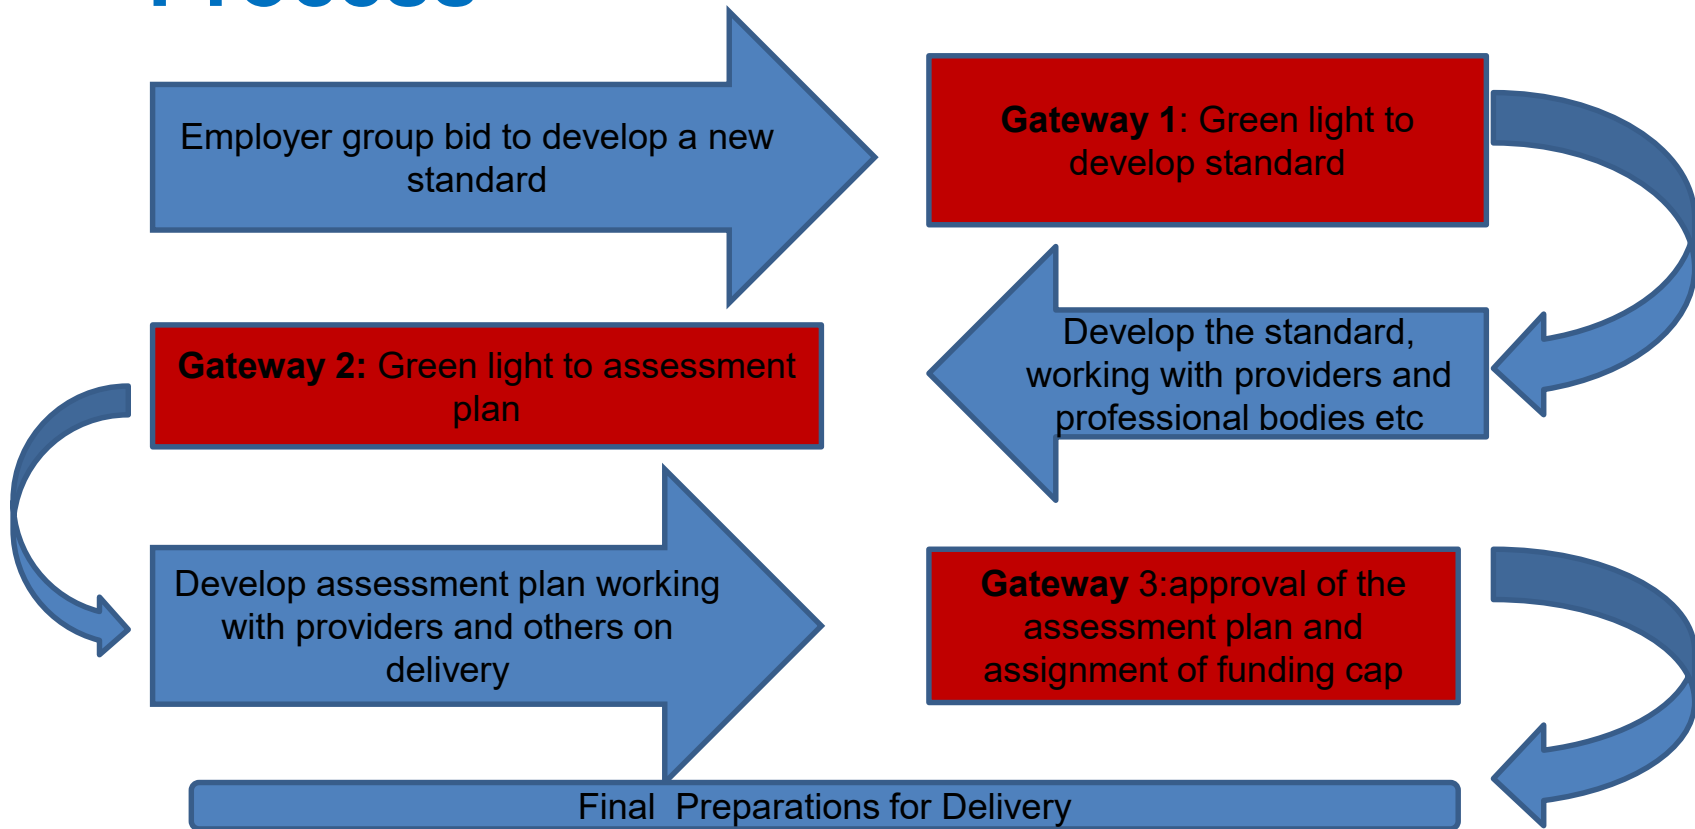 Process
Employer group bid to develop a new
standard
Gateway 1: Green light to
develop standard
Develop the standard,
working with providers and
professional bodies etc
Gateway 2: Green light to assessment
plan
Develop assessment plan working
with providers and others on
delivery
Gateway 3:approval of the
assessment plan and
assignment of funding cap
Final  Preparations for Delivery